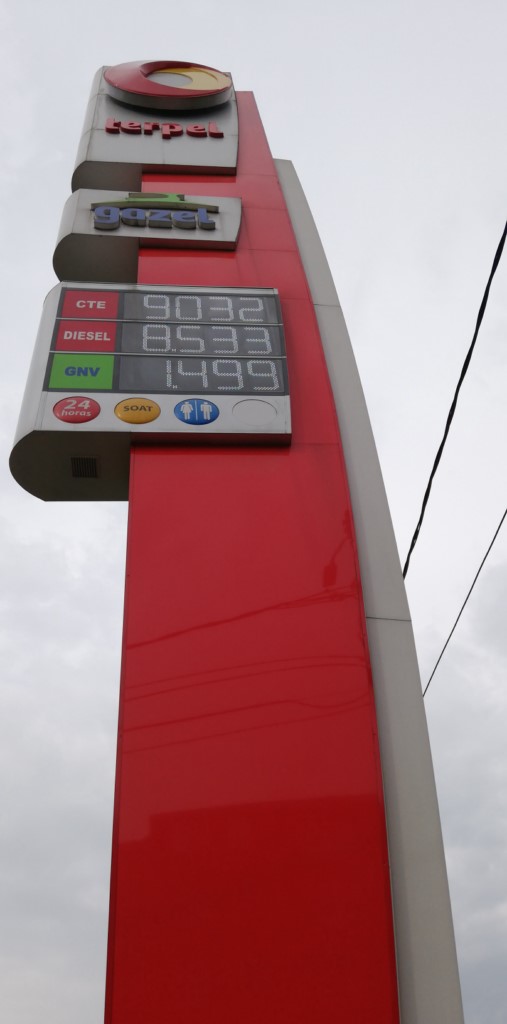 terpel
gazel
CTE 9032
DIESEL 8533
GNV 1499
24 horas SOAT